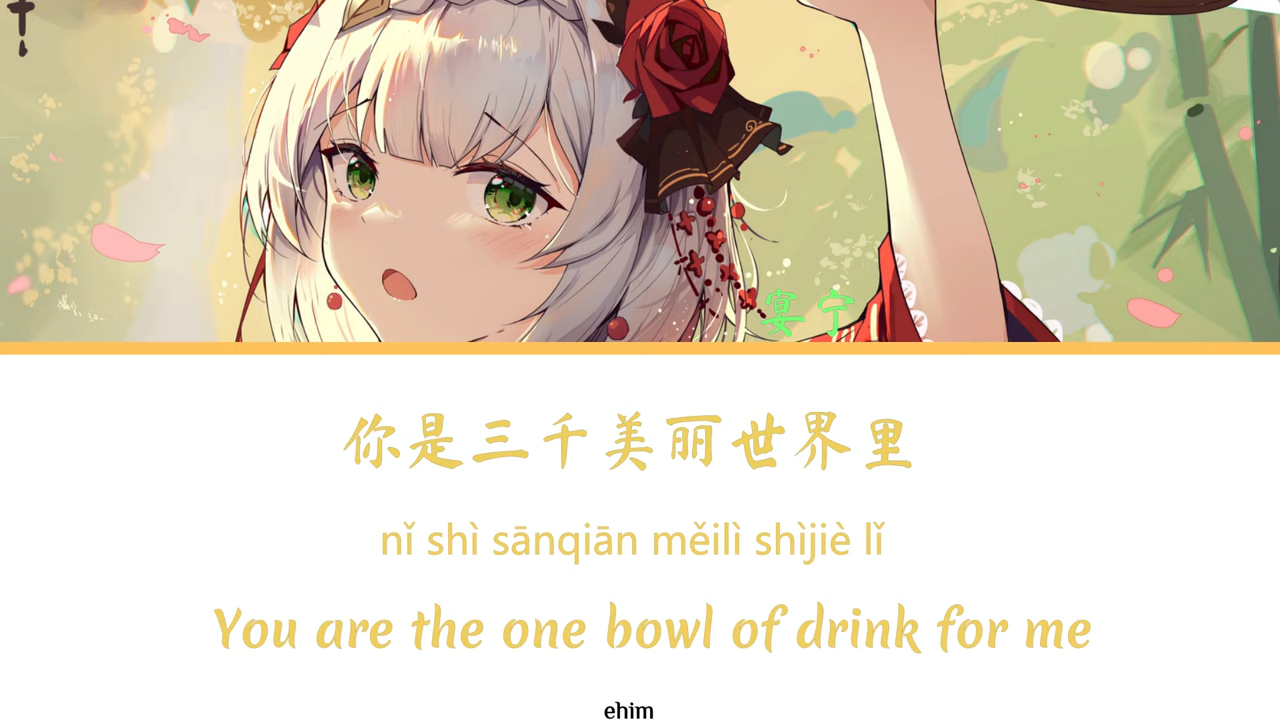 宴宁
你是三千美丽世界里
nǐ shì sānqiān měilì shìjiè lǐ
You are the one bowl of drink for me
ehim